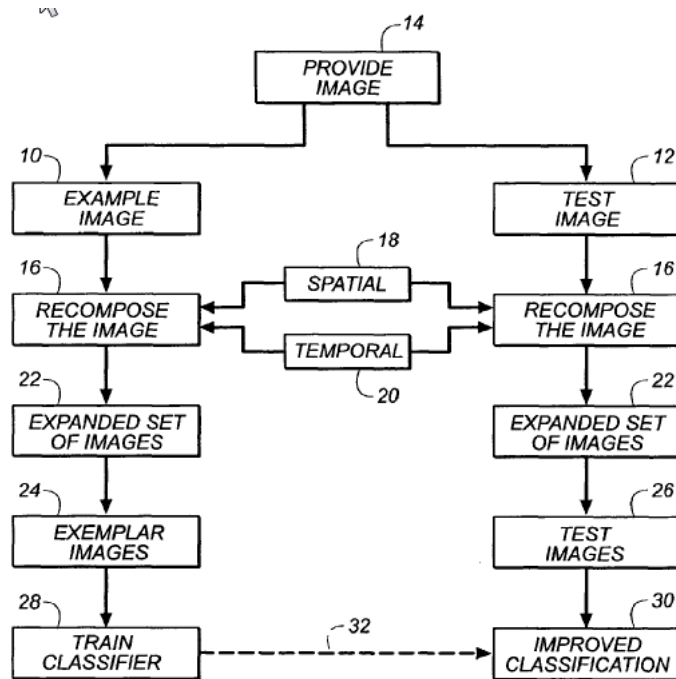 14
PROVIDE
IMAGE
10
EXAMPLE
IMAGE
12
TEST
IMAGE
16
RECOMPOSE
THE IMAGE
18
SPATIAL
TEMPORAL
20
16
RECOMPOSE
THE IMAGE
22
EXPANDED SET
OF IMAGES
22
EXPANDED SET
OF IMAGES
24
EXEMPLAR
IMAGES
26
TEST
IMAGES
28
TRAIN
CLASSIFIER
32
30
IMPROVED
CLASSIFICATION